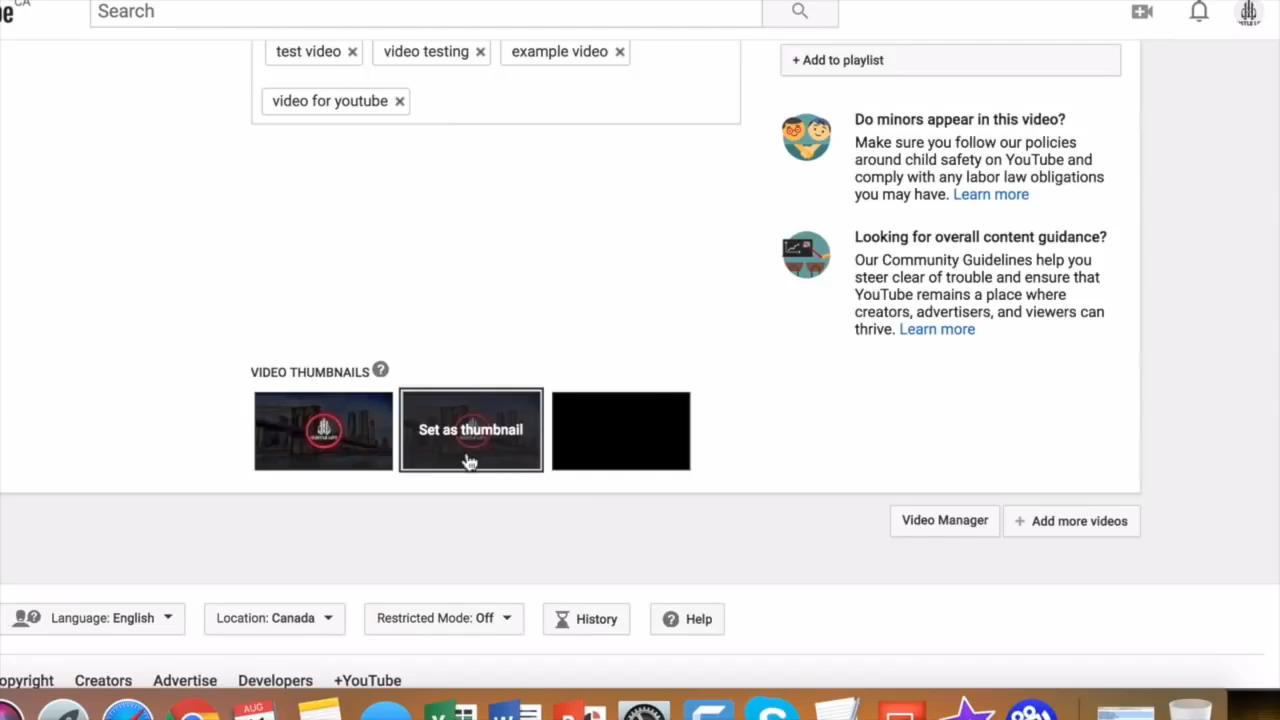 be CA
Search
test video ×
video testing ×
example video ×
video for youtube ×
+ Add to playlist
Do minors appear in this video?
Make sure you follow our policies
around child safety on YouTube and
comply with any labor law obligations
you may have. Learn more
Looking for overall content guidance?
Our Community Guidelines help you
steer clear of trouble and ensure that
YouTube remains a place where
creators, advertisers, and viewers can
thrive. Learn more
VIDEO THUMBNAILS ?
Set as thumbnail
Video Manager
+ Add more videos
Language: English
Location: Canada
Restricted Mode: Off
History
? Help
opyright
Creators
Advertise
Developers
+YouTube
AUG